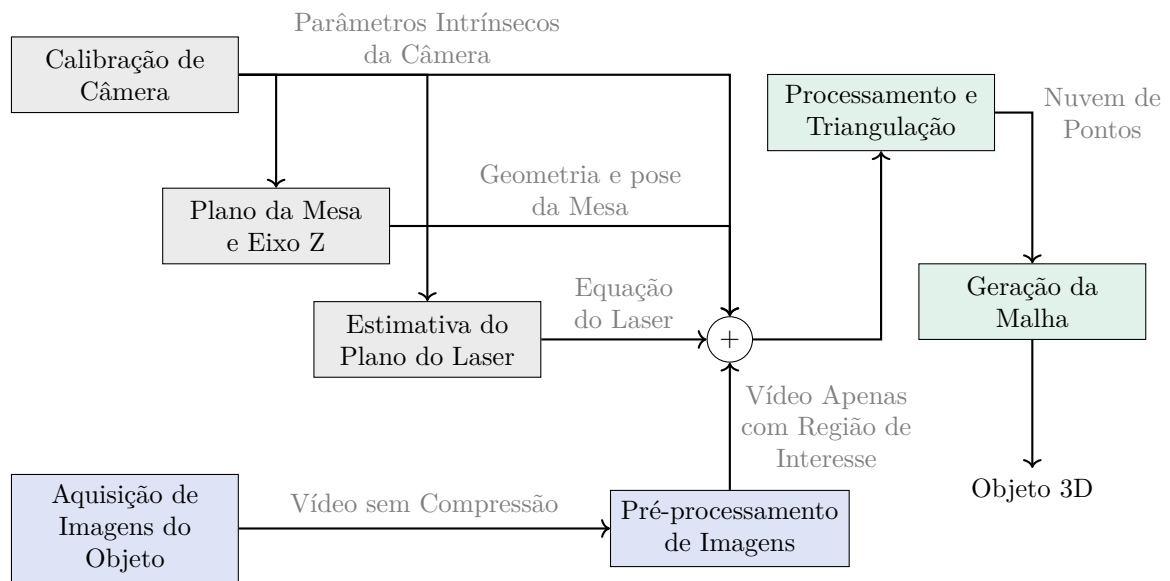 Parâmetros Intrínsecos
da Câmera
Calibração de
Câmera
Processamento e
Triangulação
Nuvem de
Pontos
Geometria e pose
da Mesa
Plano da Mesa
e Eixo Z
Equação
do Laser
Geração da
Malha
Estimativa do
Plano do Laser
+
Vídeo Apenas
com Região de
Interesse
Objeto 3D
Aquisição de
Imagens do
Objeto
Vídeo sem Compressão
Pré-processamento
de Imagens